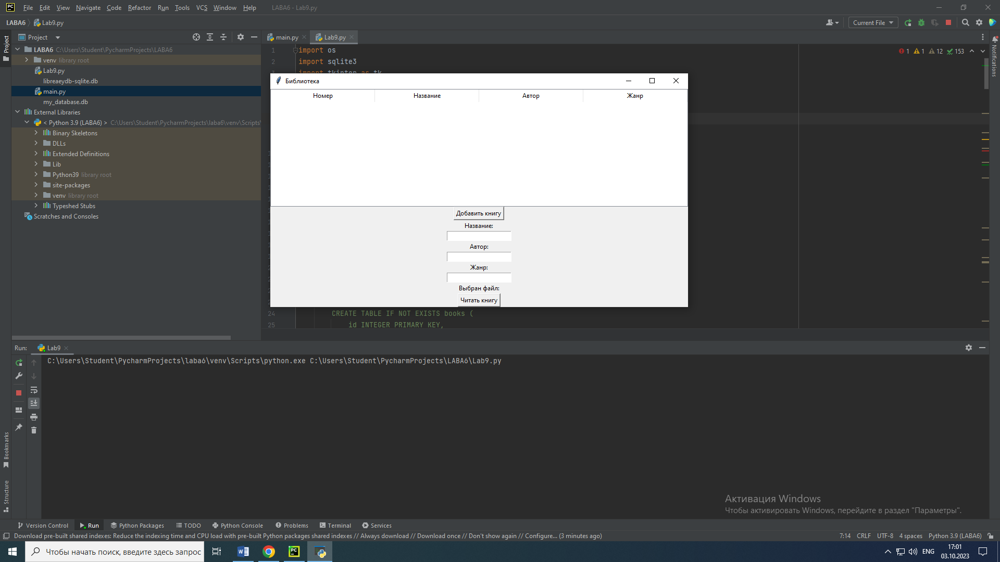 File Edit View Navigate Code Refactor Run Tools VCS Window Help LABA6 - Lab9.py
LABA6 Lab9.py
Current File
Project
main.py
Lab9.py
LABA6 C:\Users\Student\PycharmProjects\LABA6
venv library root
Lab9.py
libreaeydb-sqlite.db
main.py
my_database.db
External Libraries
< Python 3.9 (LABA6) > C:\Users\Student\PycharmProjects\laba6\venv\Scripts\
Binary Skeletons
DLLs
Extended Definitions
Lib
Python39 library root
site-packages
venv library root
Typeshed Stubs
Scratches and Consoles
Project
Bookmarks
Structure
Notifications
1 import os
2 import sqlite3
import tkinter as tk
1 1 12 153
Библиотека
Номер Название Автор Жанр
Добавить книгу
Название:
Автор:
Жанр:
Выбран файл:
Читать книгу
24 CREATE TABLE IF NOT EXISTS books (
25 id INTEGER PRIMARY KEY,
Run: Lab9
C:\Users\Student\PycharmProjects\laba6\venv\Scripts\python.exe C:\Users\Student\PycharmProjects\LABA6\Lab9.py
Активация Windows
Чтобы активировать Windows, перейдите в раздел "Параметры".
Version Control Run Python Packages TODO Python Console Problems Terminal Services
Download pre-built shared indexes: Reduce the indexing time and CPU load with pre-built Python packages shared indexes // Always download // Download once // Don't show again // Configure... (3 minutes ago)
7:14 CRLF UTF-8 4 spaces Python 3.9 (LABA6)
Чтобы начать поиск, введите здесь запрос
ENG
17:01
03.10.2023